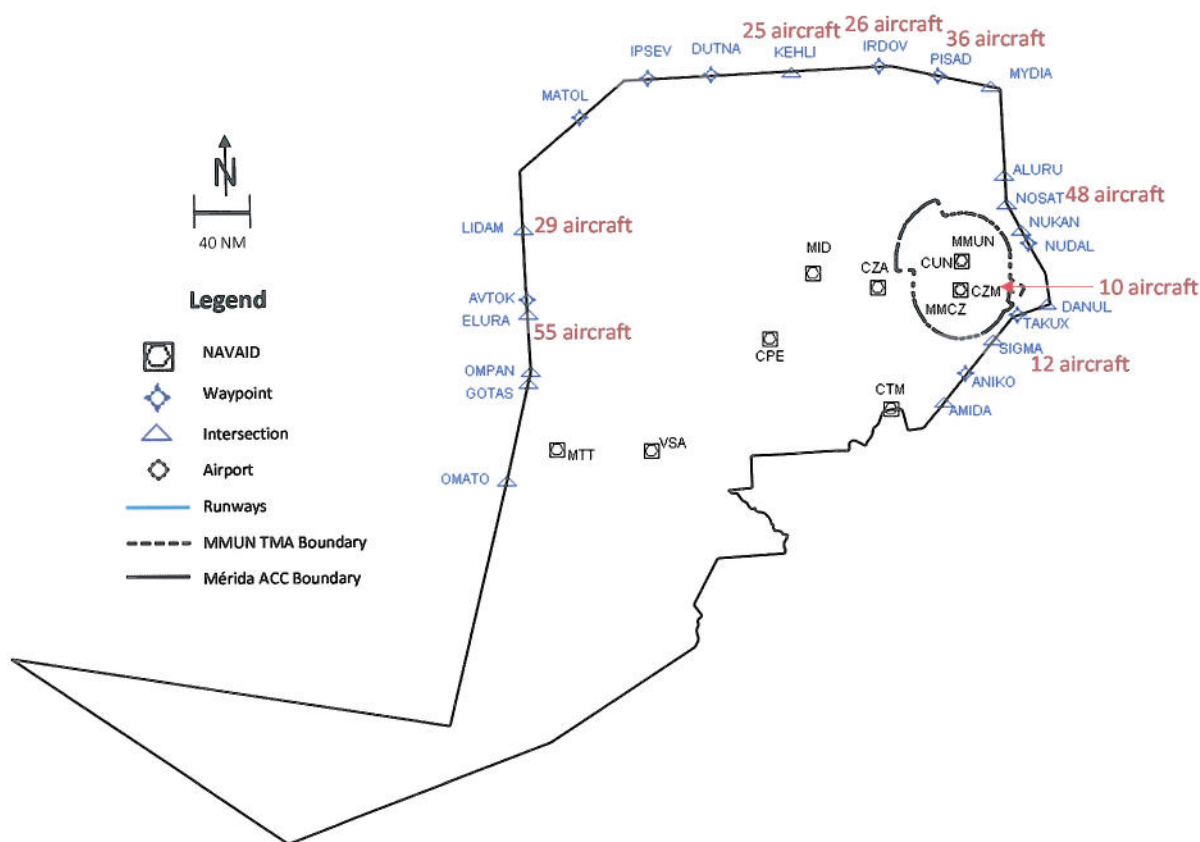 25 aircraft
26 aircraft
36 aircraft
IPSEV
DUTNA
KEHLI
IRDOV
PISAD
MYDIA
MATOL
N
40 NM
ALURU
NOSAT
48 aircraft
LIDAM
29 aircraft
NUKAN
NUDAL
MID
CZA
MMUN
CUN
CZM
MMCZ
10 aircraft
DANUL
TAKUX
AVTOK
ELURA
55 aircraft
SIGMA
12 aircraft
CPE
OMPAN
GOTAS
ANIKO
CTM
AMIDA
MTT
VSA
OMATO
Legend
NAVAID
Waypoint
Intersection
Airport
Runways
MMUN TMA Boundary
Mérida ACC Boundary